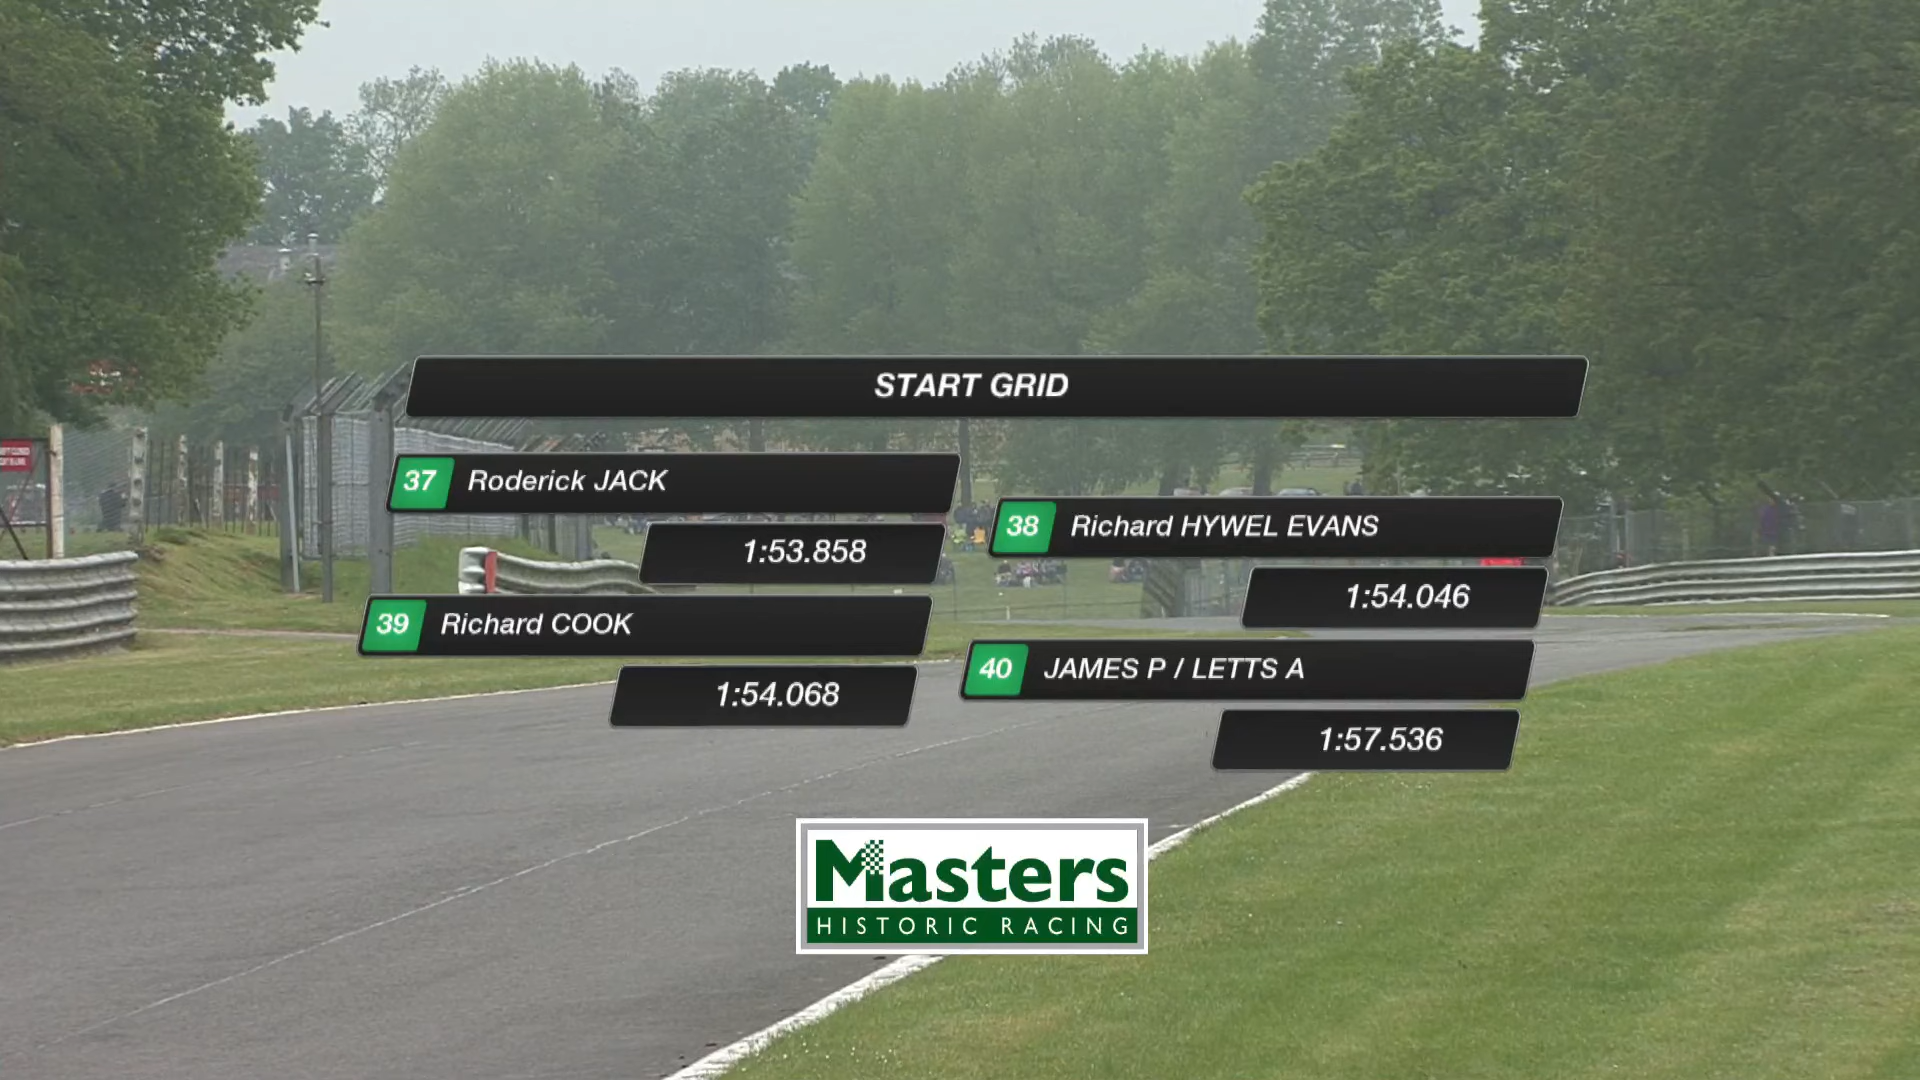 START GRID
37 Roderick JACK
1:53.858
38 Richard HYWEL EVANS
1:54.046
39 Richard COOK
1:54.068
40 JAMES P / LETTS A
1:57.536
Masters
HISTORIC RACING